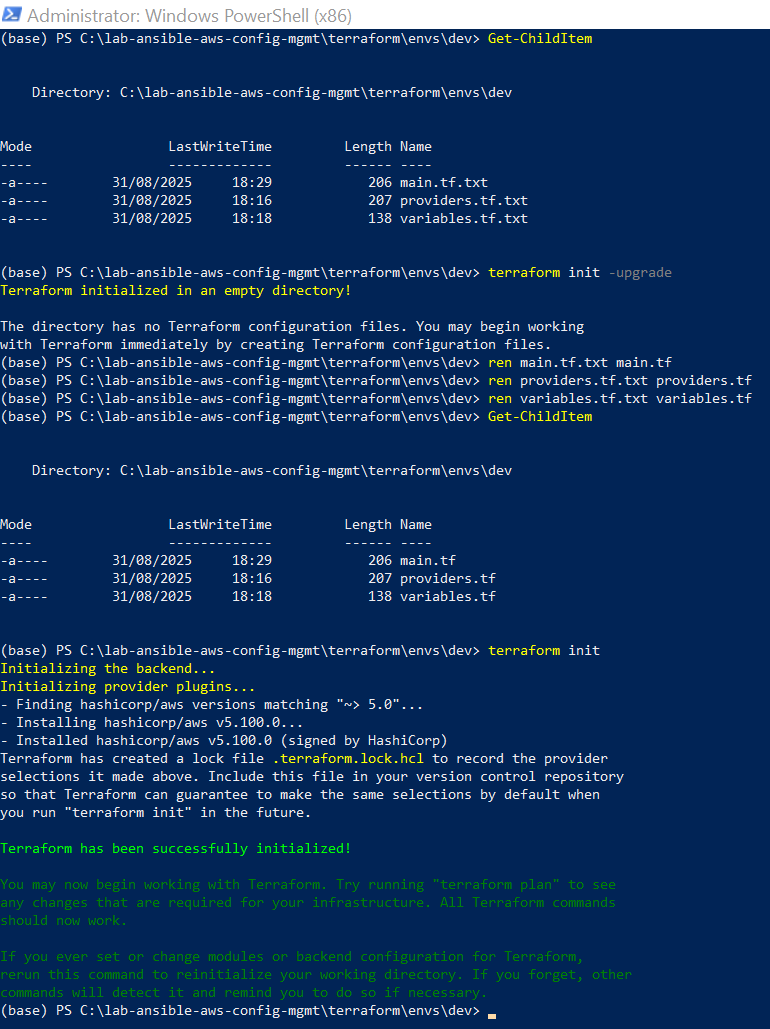 Administrator: Windows PowerShell (x86)
(base) PS C:\lab-ansible-aws-config-mgmt\terraform\envs\dev> Get-ChildItem
Directory: C:\lab-ansible-aws-config-mgmt\terraform\envs\dev
Mode LastWriteTime Length Name
---- ------------- ------ ----
-a---- 31/08/2025 18:29 206 main.tf.txt
-a---- 31/08/2025 18:16 207 providers.tf.txt
-a---- 31/08/2025 18:18 138 variables.tf.txt
(base) PS C:\lab-ansible-aws-config-mgmt\terraform\envs\dev> terraform init -upgrade
Terraform initialized in an empty directory!
The directory has no Terraform configuration files. You may begin working
with Terraform immediately by creating Terraform configuration files.
(base) PS C:\lab-ansible-aws-config-mgmt\terraform\envs\dev> ren main.tf.txt main.tf
(base) PS C:\lab-ansible-aws-config-mgmt\terraform\envs\dev> ren providers.tf.txt providers.tf
(base) PS C:\lab-ansible-aws-config-mgmt\terraform\envs\dev> ren variables.tf.txt variables.tf
(base) PS C:\lab-ansible-aws-config-mgmt\terraform\envs\dev> Get-ChildItem
Directory: C:\lab-ansible-aws-config-mgmt\terraform\envs\dev
Mode LastWriteTime Length Name
---- ------------- ------ ----
-a---- 31/08/2025 18:29 206 main.tf
-a---- 31/08/2025 18:16 207 providers.tf
-a---- 31/08/2025 18:18 138 variables.tf
(base) PS C:\lab-ansible-aws-config-mgmt\terraform\envs\dev> terraform init
Initializing the backend...
Initializing provider plugins...
- Finding hashicorp/aws versions matching "~> 5.0"...
- Installing hashicorp/aws v5.100.0...
- Installed hashicorp/aws v5.100.0 (signed by HashiCorp)
Terraform has created a lock file .terraform.lock.hcl to record the provider
selections it made above. Include this file in your version control repository
so that Terraform can guarantee to make the same selections by default when
you run "terraform init" in the future.
Terraform has been successfully initialized!
You may now begin working with Terraform. Try running "terraform plan" to see
any changes that are required for your infrastructure. All Terraform commands
should now work.
If you ever set or change modules or backend configuration for Terraform,
rerun this command to reinitialize your working directory. If you forget, other
commands will detect it and remind you to do so if necessary.
(base) PS C:\lab-ansible-aws-config-mgmt\terraform\envs\dev>